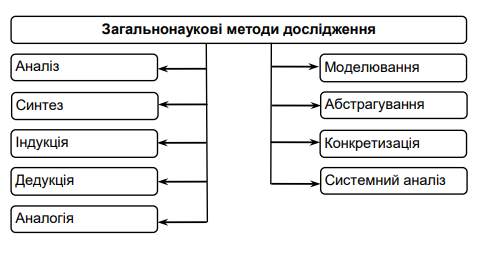 Загальнонаукові методи дослідження
Аналіз
Синтез
Індукція
Дедукція
Аналогія
Моделювання
Абстрагування
Конкретизація
Системний аналіз